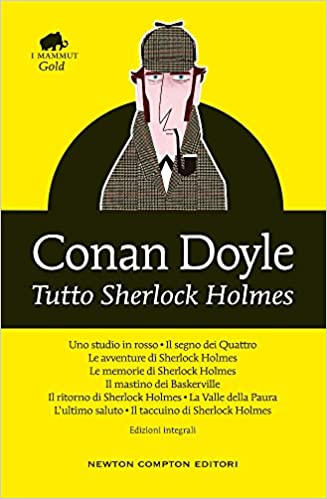 I MAMMUT
Gold
Conan Doyle
Tutto Sherlock Holmes
Uno studio in rosso • Il segno dei Quattro
Le avventure di Sherlock Holmes
Le memorie di Sherlock Holmes
Il mastino dei Baskerville
Il ritorno di Sherlock Holmes • La Valle della Paura
L'ultimo saluto • Il taccuino di Sherlock Holmes
Edizioni integrali
NEWTON COMPTON EDITORI